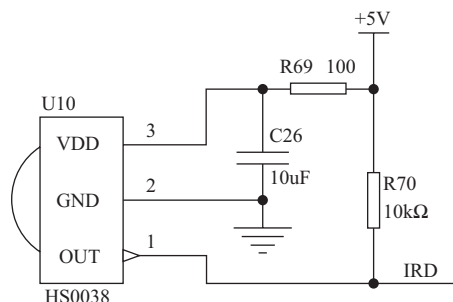 +5V
R69 100
U10
VDD
3
C26
10uF
GND
2
R70
10kΩ
OUT
1
IRD
HS0038